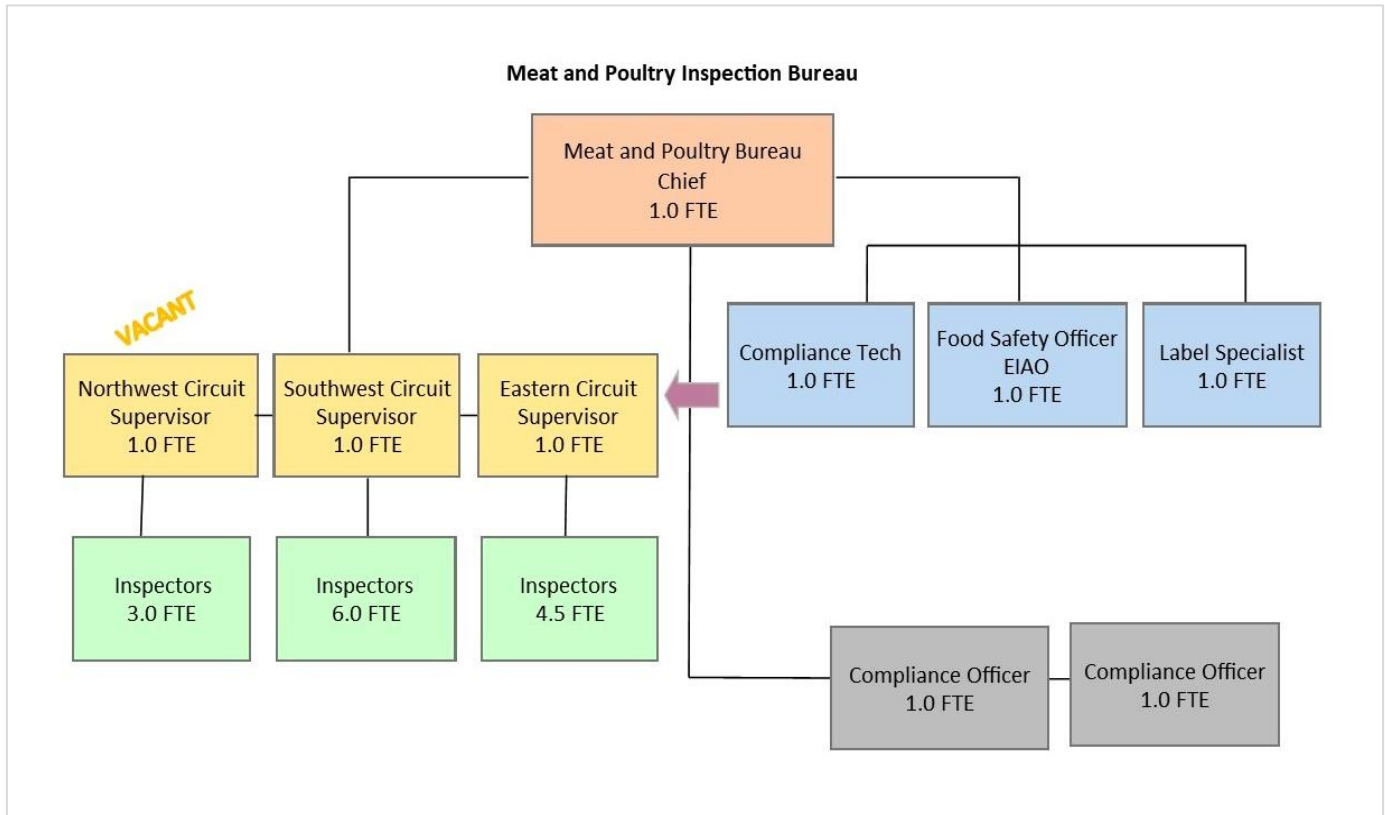 Meat and Poultry Inspection Bureau
Meat and Poultry Bureau
Chief
1.0 FTE
VACANT
Northwest Circuit
Supervisor
1.0 FTE
Southwest Circuit
Supervisor
1.0 FTE
Eastern Circuit
Supervisor
1.0 FTE
Compliance Tech
1.0 FTE
Food Safety Officer
EIAO
1.0 FTE
Label Specialist
1.0 FTE
Inspectors
3.0 FTE
Inspectors
6.0 FTE
Inspectors
4.5 FTE
Compliance Officer
1.0 FTE
Compliance Officer
1.0 FTE